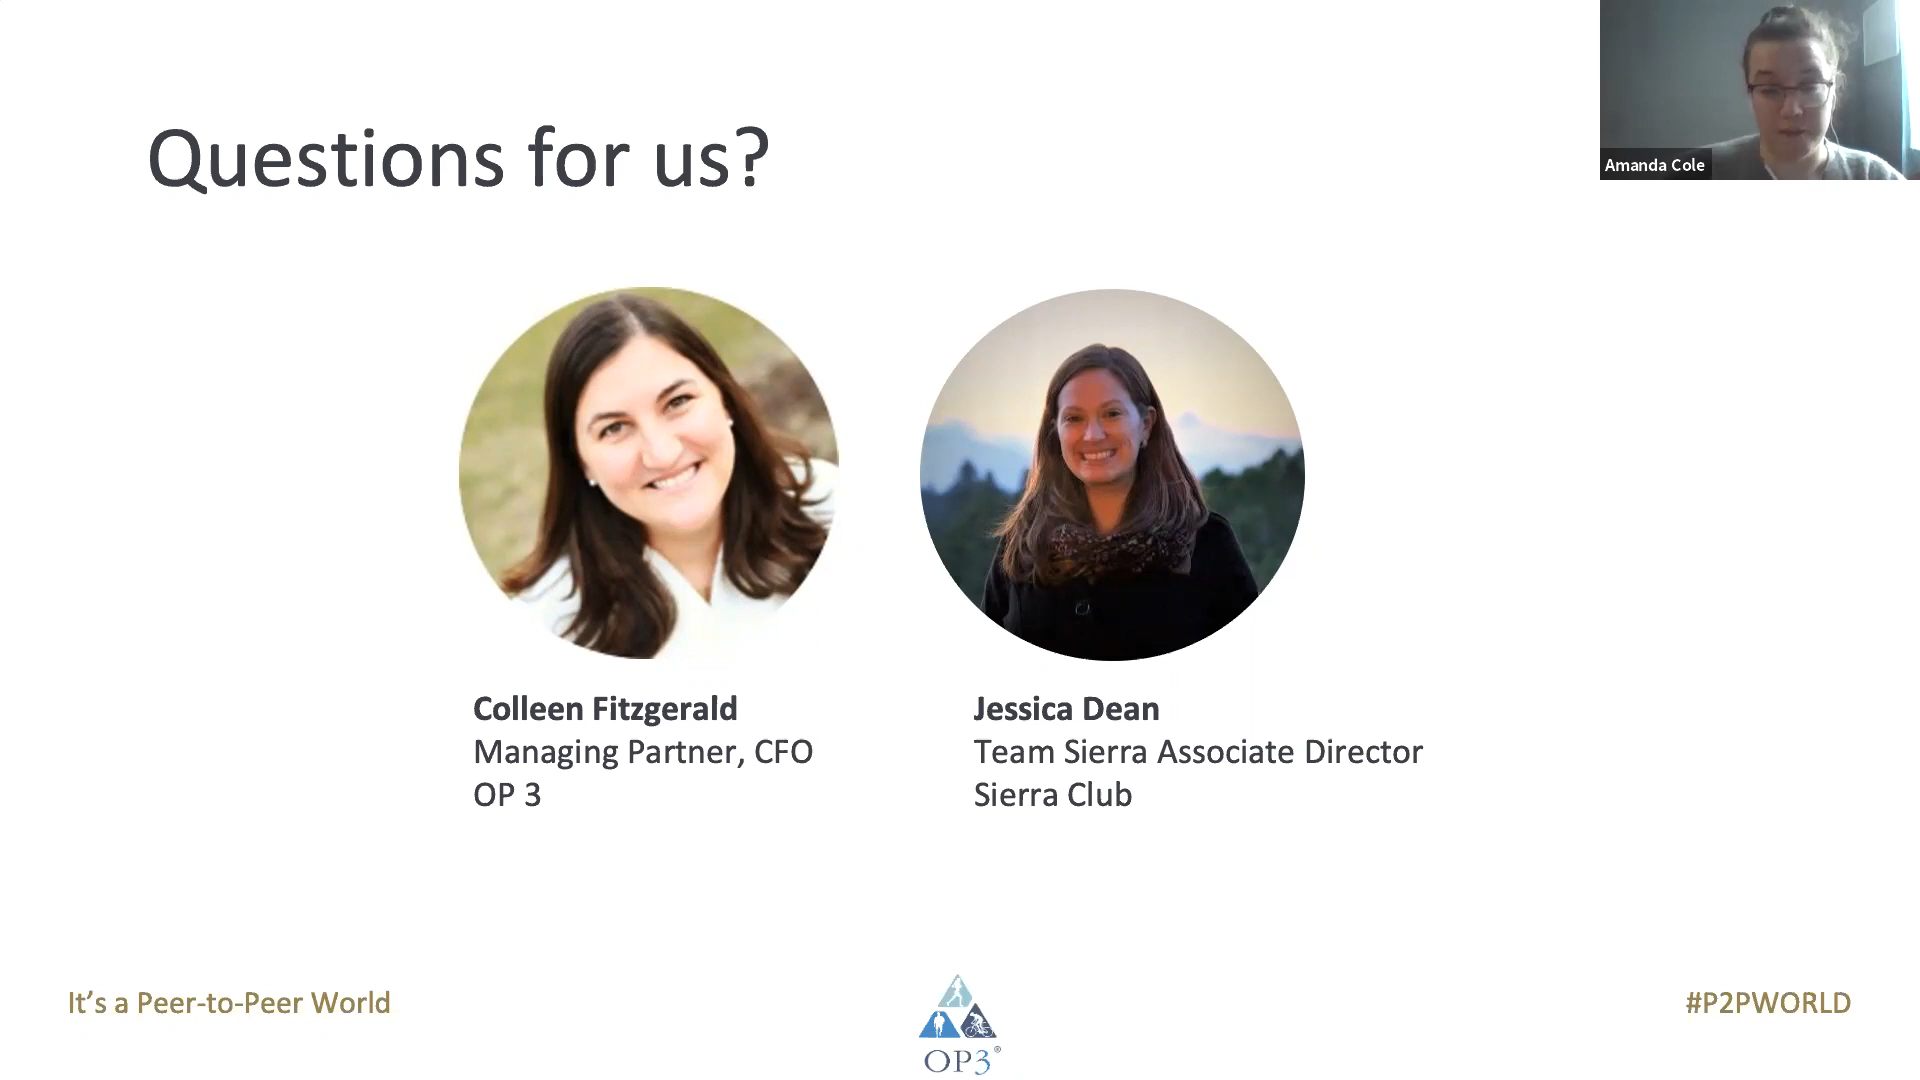 Questions for us?
Amanda Cole
Colleen Fitzgerald
Managing Partner, CFO
OP 3
Jessica Dean
Team Sierra Associate Director
Sierra Club
It's a Peer-to-Peer World
OP3®
#P2PWORLD